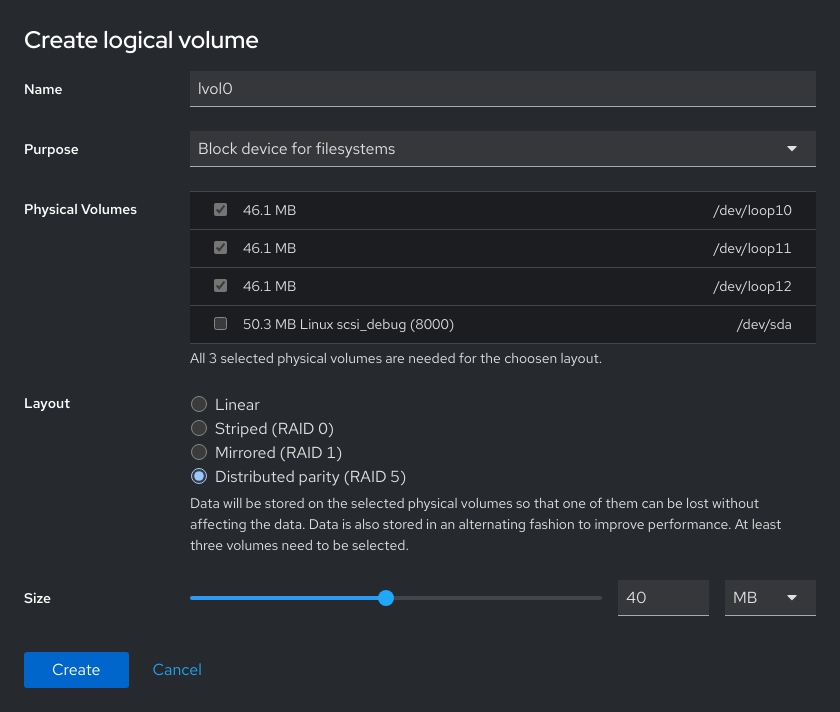 Create logical volume
Name
lvol0
Purpose
Block device for filesystems
Physical Volumes
46.1 MB /dev/loop10
46.1 MB /dev/loop11
46.1 MB /dev/loop12
50.3 MB Linux scsi_debug (8000) /dev/sda
All 3 selected physical volumes are needed for the choosen layout.
Layout
Linear
Striped (RAID 0)
Mirrored (RAID 1)
Distributed parity (RAID 5)
Data will be stored on the selected physical volumes so that one of them can be lost without
affecting the data. Data is also stored in an alternating fashion to improve performance. At least
three volumes need to be selected.
Size
40 MB
Create Cancel